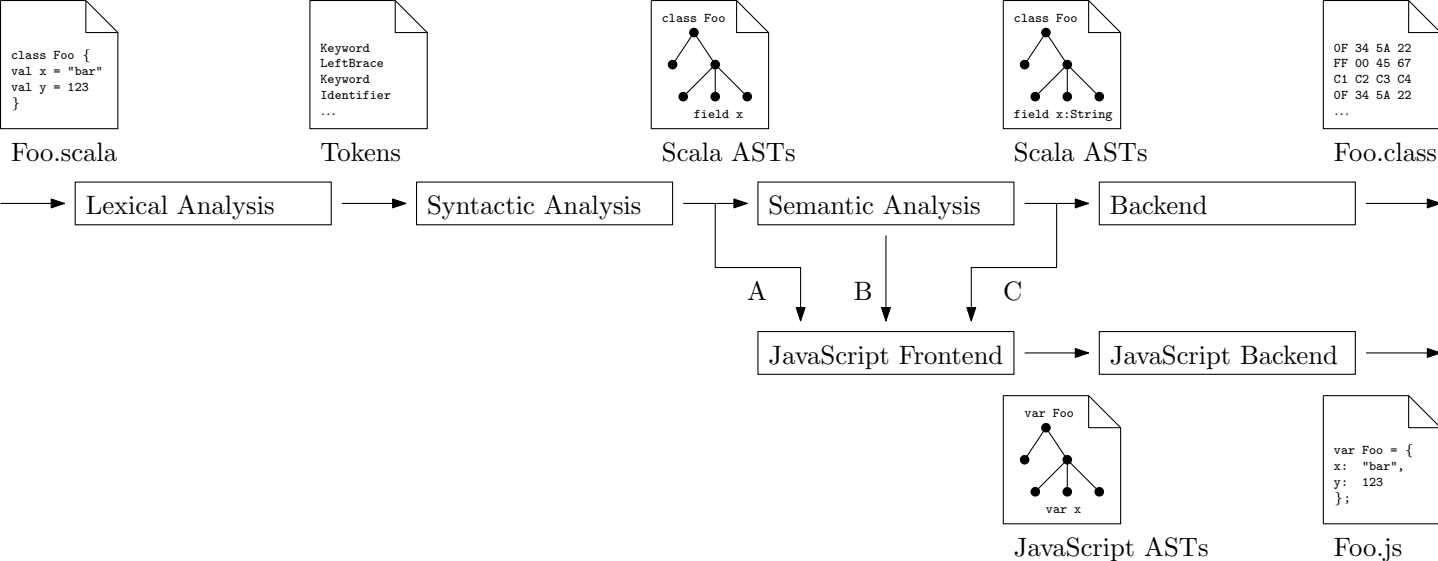 class Foo {
val x = "bar"
val y = 123
}
Foo.scala
Keyword
LeftBrace
Keyword
Identifier
...
Tokens
class Foo
field x
Scala ASTs
class Foo
field x:String
Scala ASTs
0F 34 5A 22
FF 00 45 67
C1 C2 C3 C4
0F 34 5A 22
...
Foo.class
Lexical Analysis
Syntactic Analysis
Semantic Analysis
Backend
A
B
C
JavaScript Frontend
JavaScript Backend
var Foo
var x
JavaScript ASTs
var Foo = {
x: "bar",
y: 123
};
Foo.js